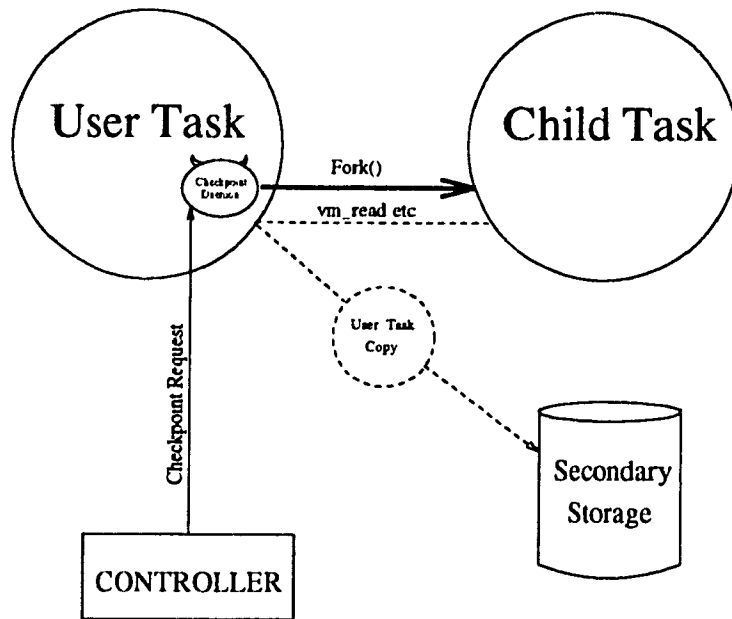 User Task
Child Task
Fork()
Checkpoint
Daemon
vm_read etc
User Task
Copy
Checkpoint Request
Secondary
Storage
CONTROLLER